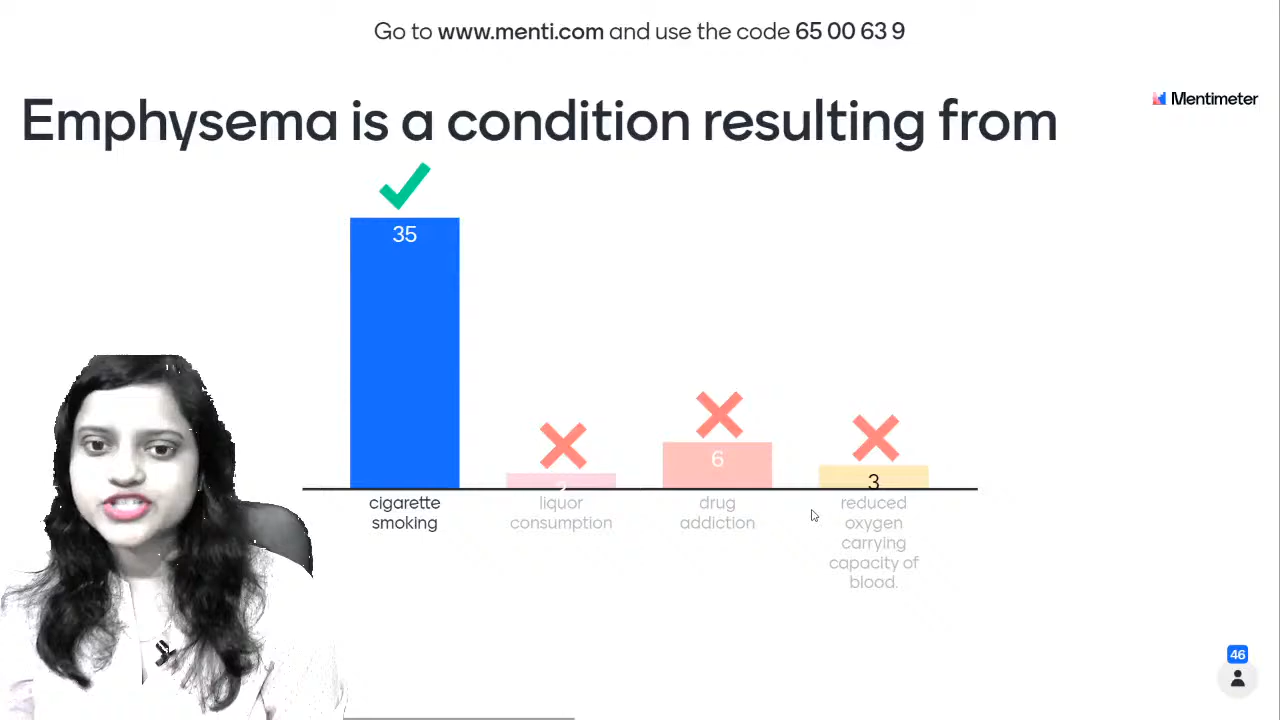 Go to www.menti.com and use the code 65 00 63 9
Mentimeter
Emphysema is a condition resulting from
35
6
3
cigarette
smoking
liquor
consumption
drug
addiction
reduced
oxygen
carrying
capacity of
blood.
46